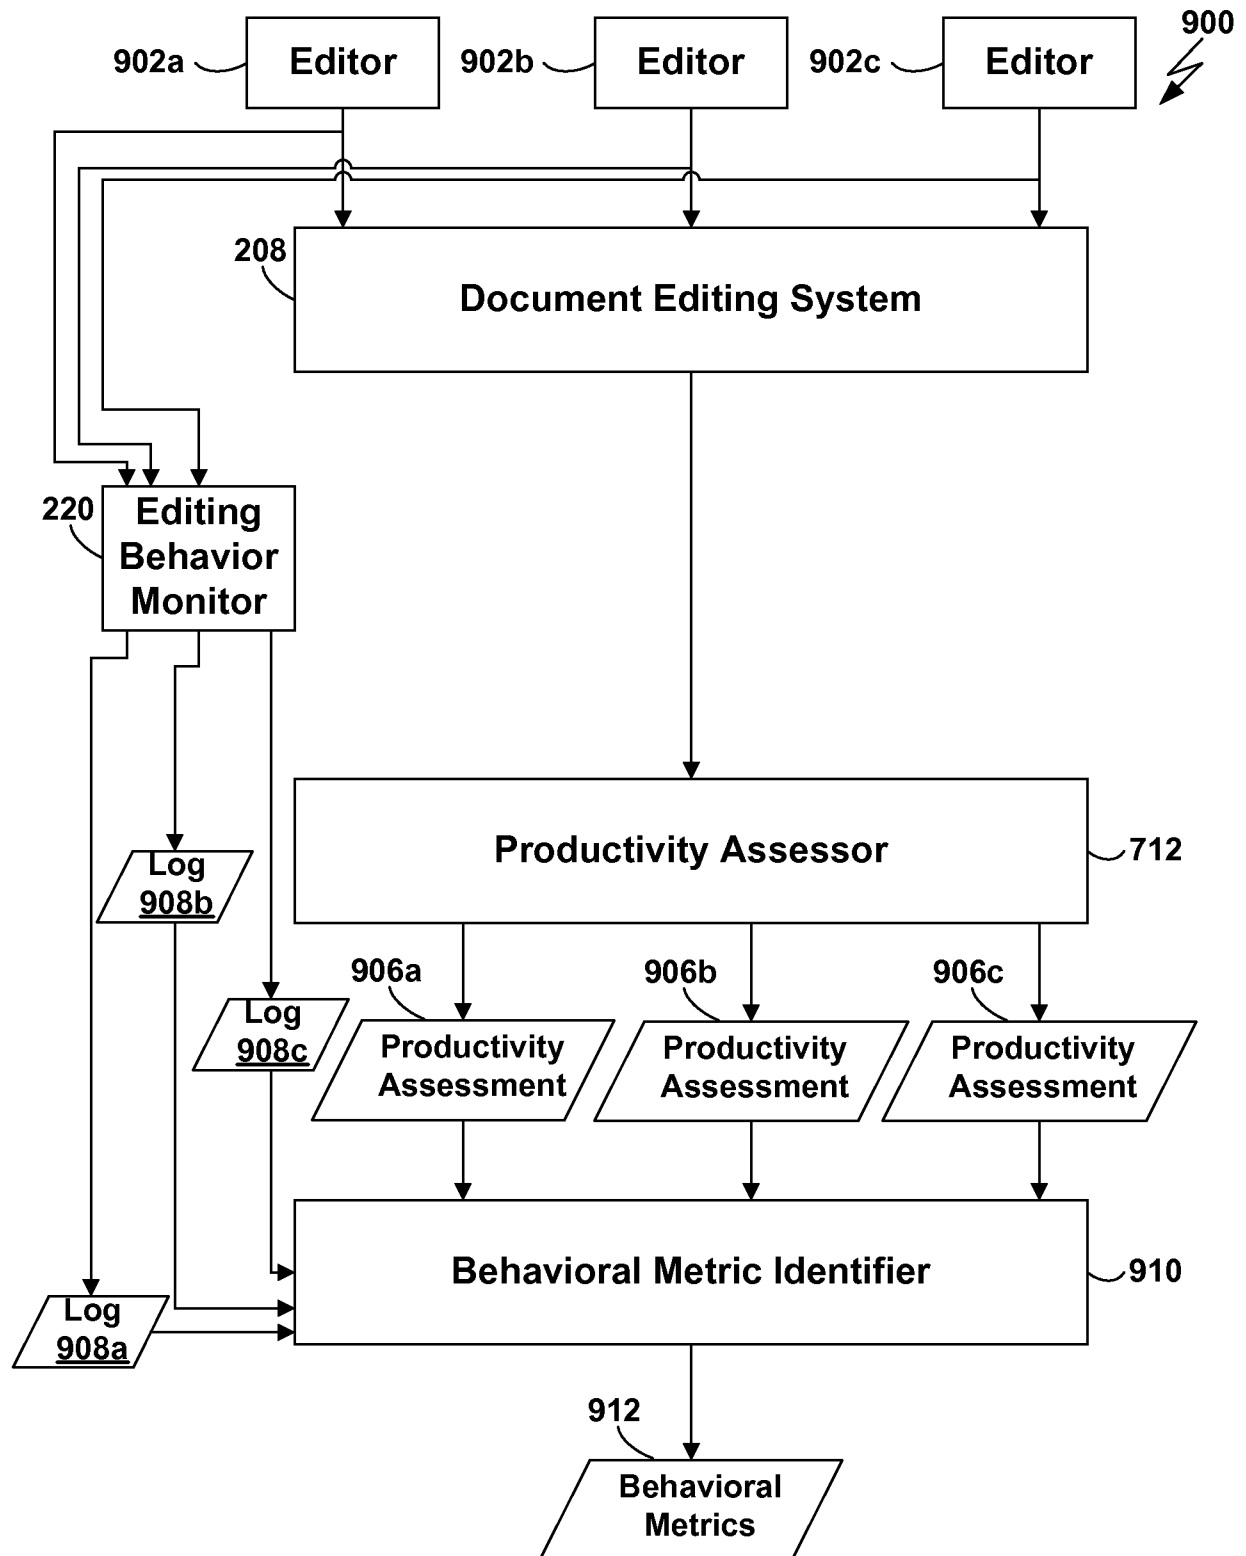 900
902a Editor 902b Editor 902c Editor
208
Document Editing System
220
Editing
Behavior
Monitor
Productivity Assessor
712
Log
908b
906a 906b 906c
Log
908c
Productivity
Assessment
Productivity
Assessment
Productivity
Assessment
Behavioral Metric Identifier
910
Log
908a
912
Behavioral
Metrics